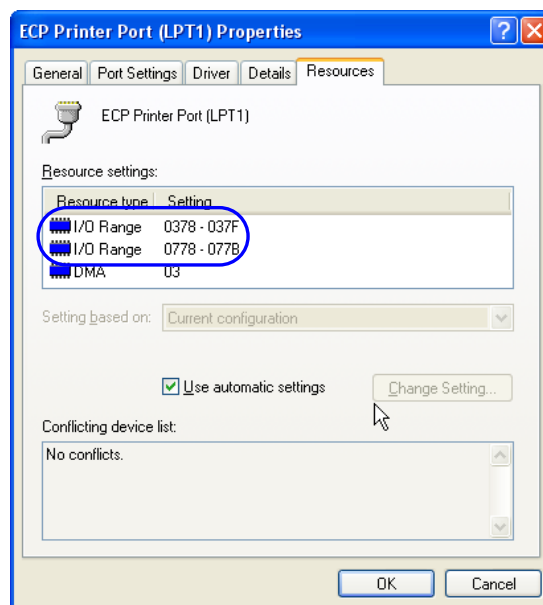 ECP Printer Port (LPT1) Properties
General Port Settings Driver Details Resources
ECP Printer Port (LPT1)
Resource settings:
Resource type Setting
I/O Range 0378 - 037F
I/O Range 0778 - 077B
DMA 03
Setting based on: Current configuration
Use automatic settings Change Setting...
Conflicting device list:
No conflicts.
OK Cancel